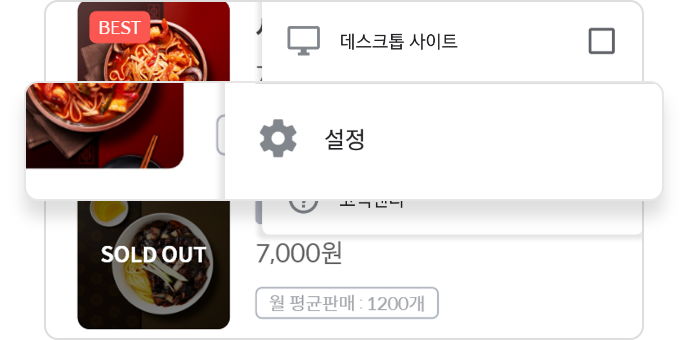 BEST
데스크톱 사이트
설정
SOLD OUT
7,000원
월 평균판매 : 1200개